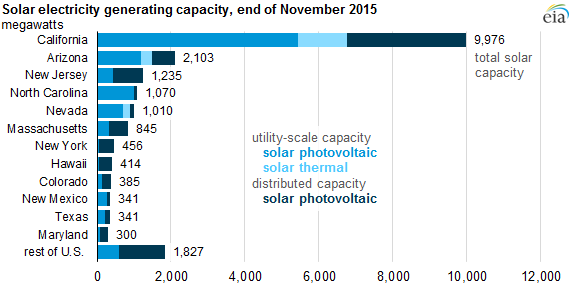 Solar electricity generating capacity, end of November 2015
megawatts
eia
California 9,976
Arizona 2,103
total solar
capacity
New Jersey 1,235
North Carolina 1,070
Nevada 1,010
Massachusetts 845
New York 456
Hawaii 414
Colorado 385
New Mexico 341
Texas 341
Maryland 300
rest of U.S. 1,827
utility-scale capacity
solar photovoltaic
solar thermal
distributed capacity
solar photovoltaic
0 2,000 4,000 6,000 8,000 10,000 12,000